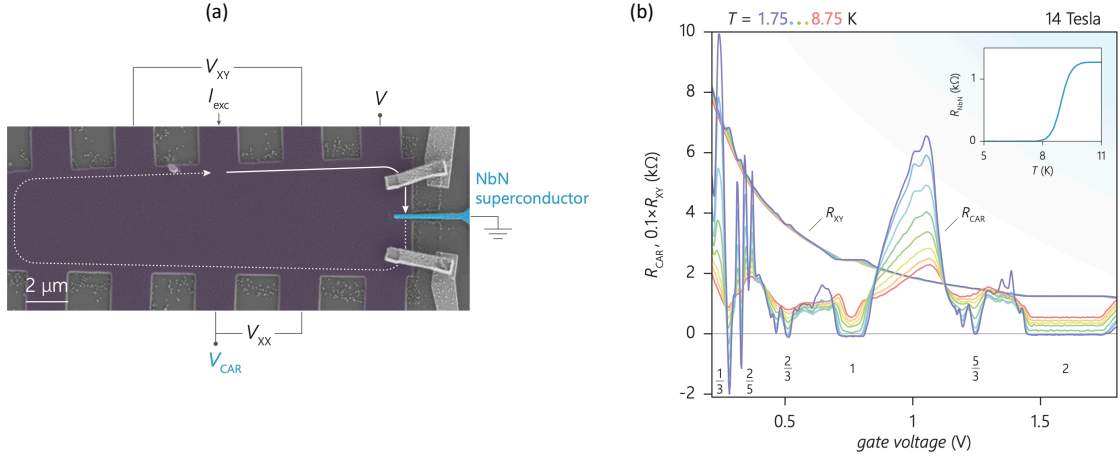 (a)
V_XY
I_exc
V
NbN
superconductor
2 μm
V_XX
V_CAR
(b)
T = 1.75...8.75 K
14 Tesla
R_CAR, 0.1×R_XY (kΩ)
10
8
6
4
2
0
-2
R_XY
R_CAR
R_NbN (kΩ)
1
0
5
8
11
T (K)
1/3
2/5
2/3
1
5/3
2
0.5
1
1.5
gate voltage (V)